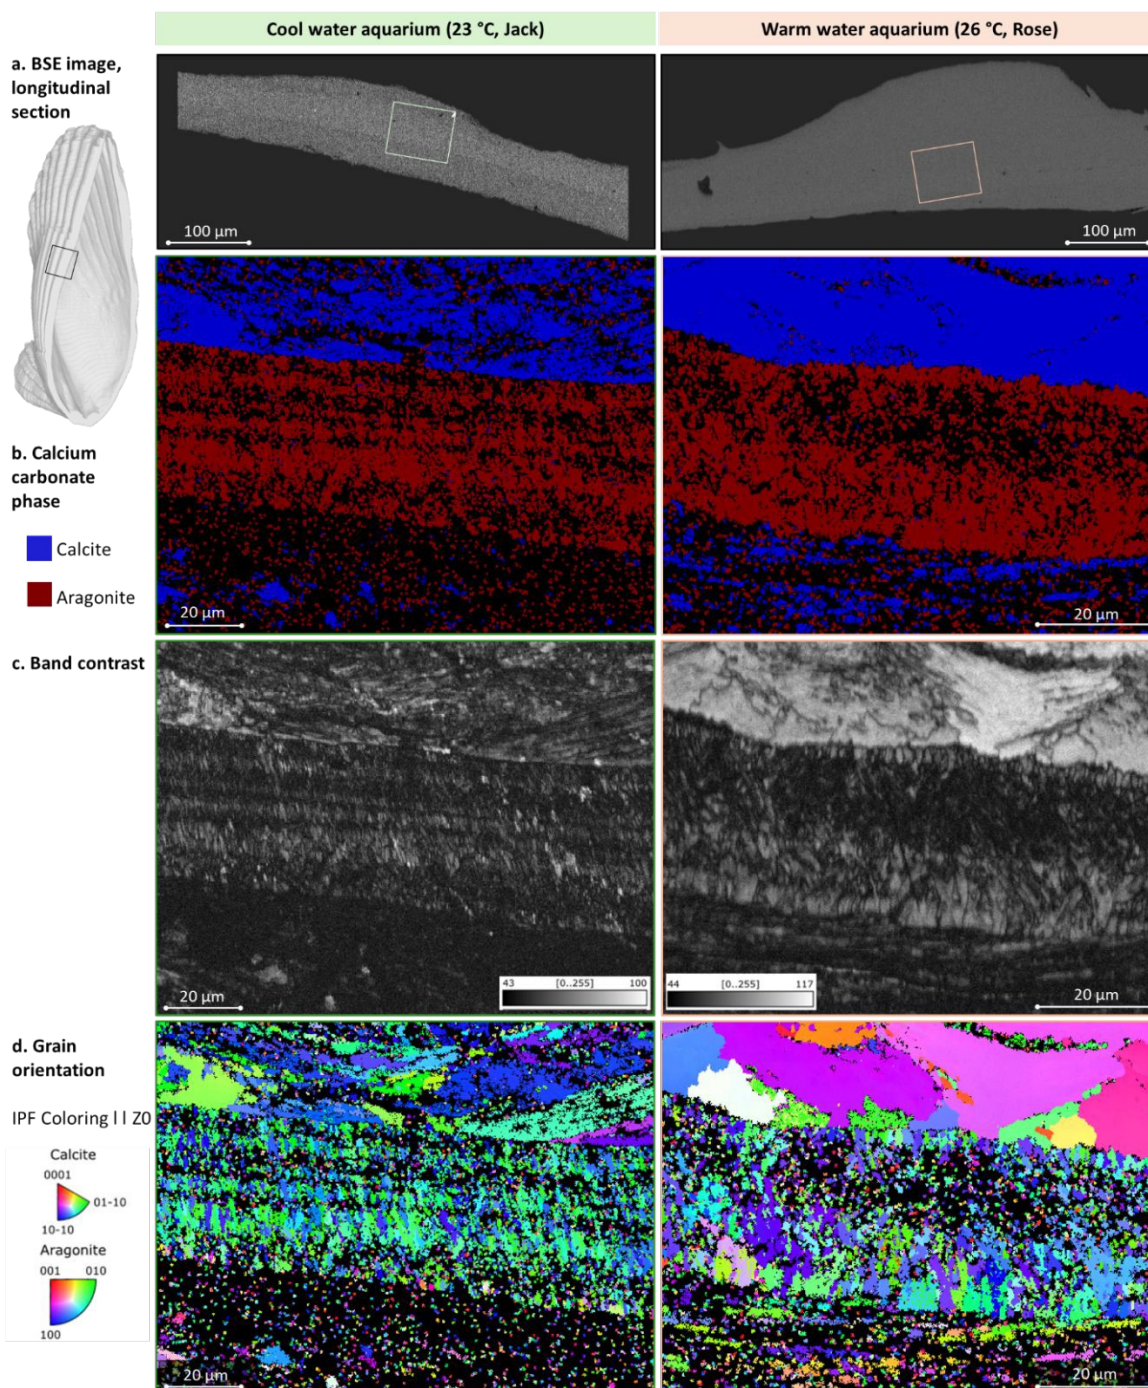 Cool water aquarium (23 °C, Jack)
Warm water aquarium (26 °C, Rose)
a. BSE image,
longitudinal
section
100 µm
100 µm
b. Calcium
carbonate
phase
Calcite
Aragonite
20 µm
20 µm
c. Band contrast
20 µm
43 [0..255] 100
44 [0..255] 117
20 µm
d. Grain
orientation
IPF Coloring l l Z0
Calcite
0001
01-10
10-10
Aragonite
001 010
100
20 µm
20 µm